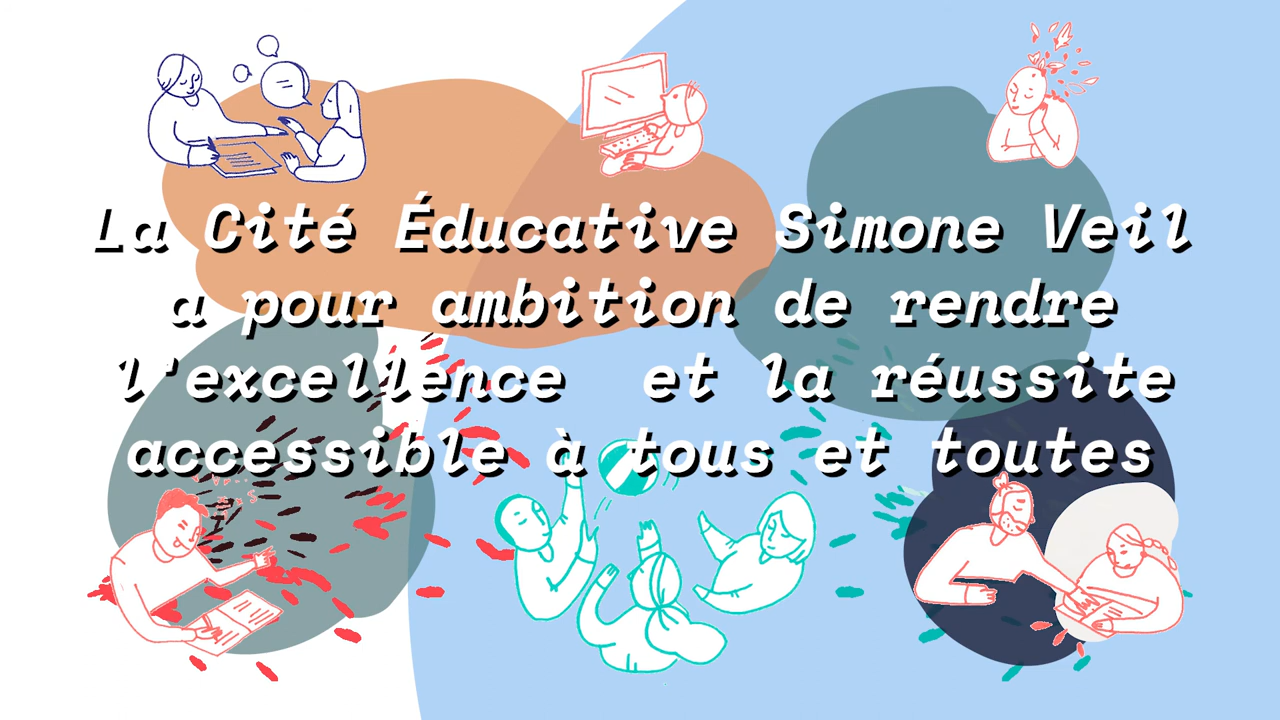 La Cité Éducative Simone Veil
a pour ambition de rendre
l'excellence et la réussite
accessible à tous et toutes